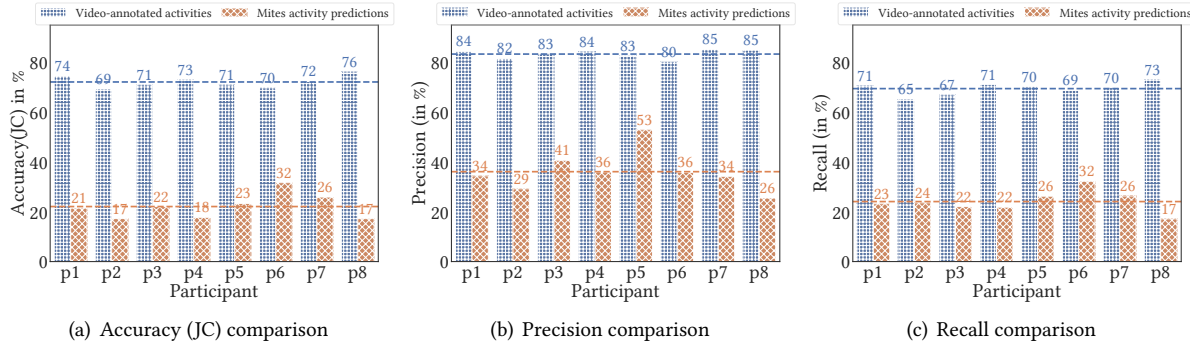 Video-annotated activities Mites activity predictions
Accuracy(JC) in %
80
60
40
20
0
74 69 71 73 71 70 72 76
21 17 22 18 23 32 26 17
p1 p2 p3 p4 p5 p6 p7 p8
Participant
(a) Accuracy (JC) comparison
Video-annotated activities Mites activity predictions
Precision (in %)
80
60
40
20
0
84 82 83 84 83 80 85 85
34 29 41 36 53 36 34 26
p1 p2 p3 p4 p5 p6 p7 p8
Participant
(b) Precision comparison
Video-annotated activities Mites activity predictions
Recall (in %)
80
60
40
20
0
71 65 67 71 70 69 70 73
23 24 22 22 26 32 26 17
p1 p2 p3 p4 p5 p6 p7 p8
Participant
(c) Recall comparison